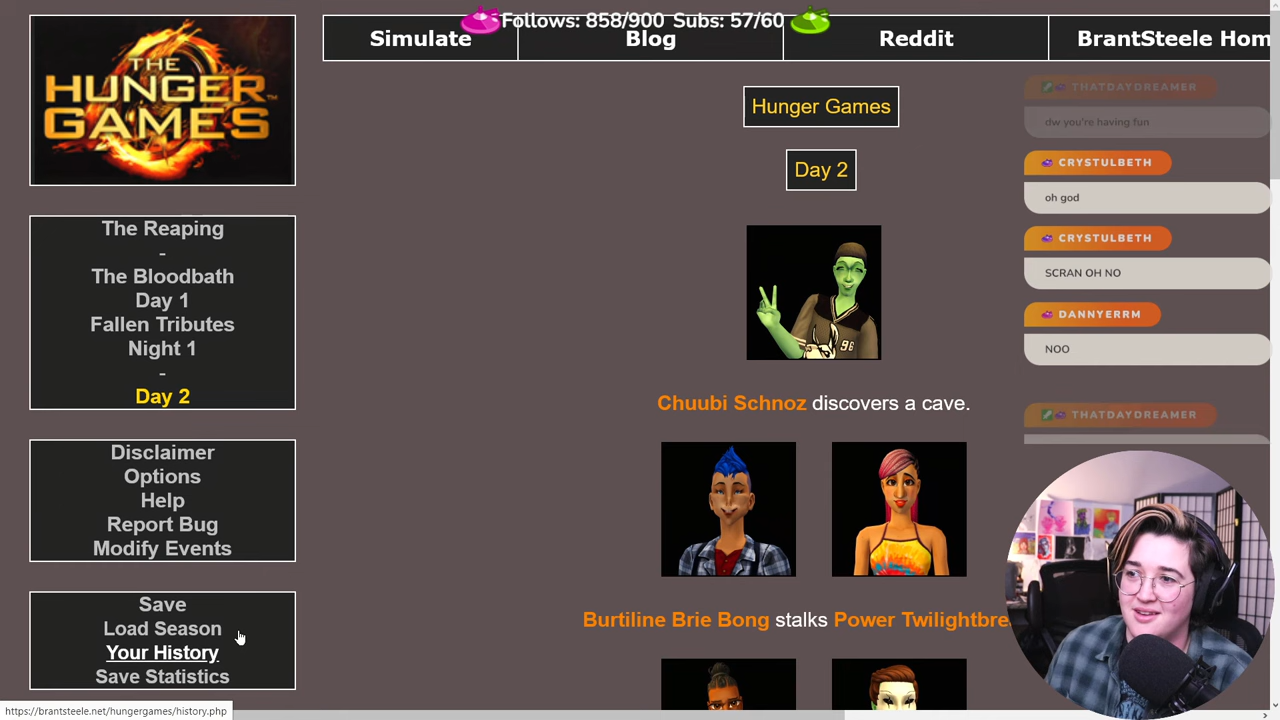 Follows: 858/900 Subs: 57/60
THE
HUNGER
GAMES
Simulate
Blog
Reddit
BrantSteele Hom
The Reaping
-
The Bloodbath
Day 1
Fallen Tributes
Night 1
-
Day 2
Disclaimer
Options
Help
Report Bug
Modify Events
Save
Load Season
Your History
Save Statistics
https://brantsteele.net/hungergames/history.php
Hunger Games
Day 2
96
Chuubi Schnoz discovers a cave.
Burtiline Brie Bong stalks Power Twilightbre
THATDAYDREAMER
dw you're having fun
CRYSTULBETH
oh god
CRYSTULBETH
SCRAN OH NO
DANNYERRM
NOO
THATDAYDREAMER